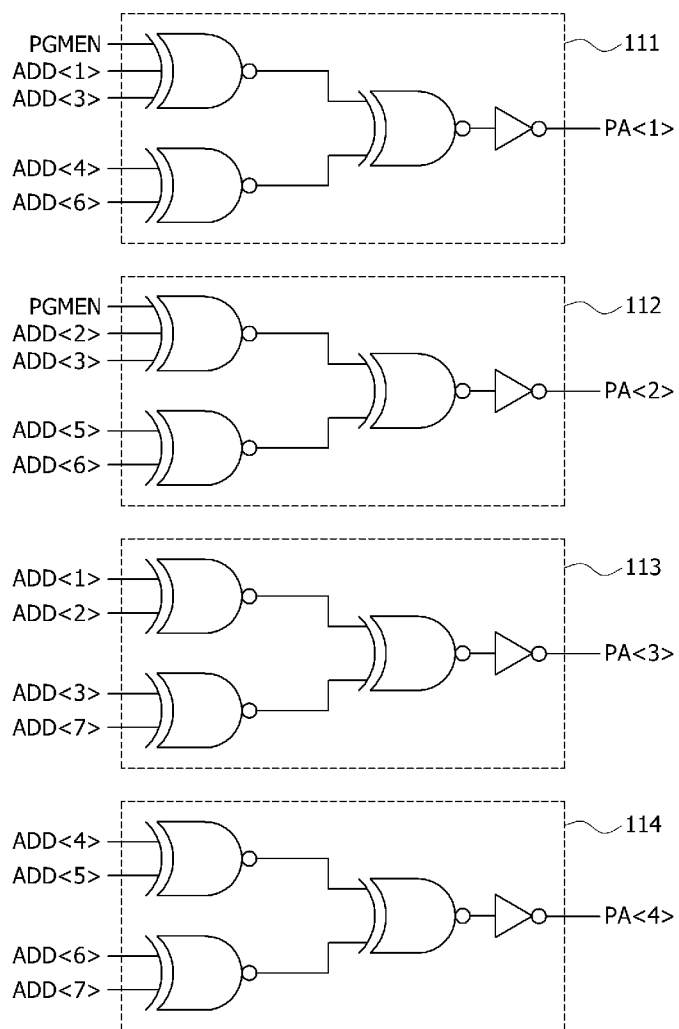 PGMEN
ADD<1>
ADD<3>
ADD<4>
ADD<6>
111
PA<1>
PGMEN
ADD<2>
ADD<3>
ADD<5>
ADD<6>
112
PA<2>
ADD<1>
ADD<2>
ADD<3>
ADD<7>
113
PA<3>
ADD<4>
ADD<5>
ADD<6>
ADD<7>
114
PA<4>